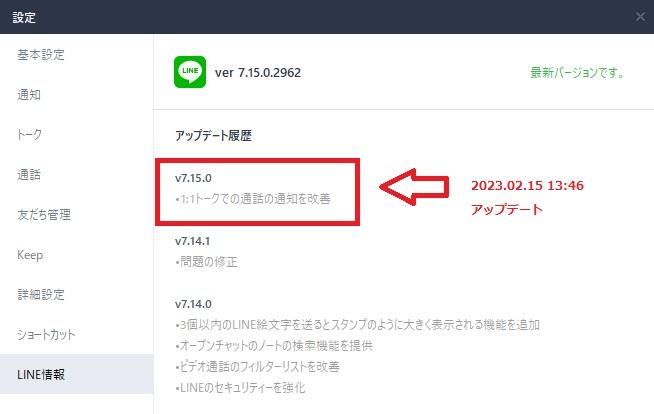 設定
基本設定
通知
トーク
通話
友だち管理
Keep
詳細設定
ショートカット
LINE情報
LINE
ver 7.15.0.2962
最新バージョンです。
アップデート履歴
v7.15.0
•1:1トークでの通話の通知を改善
2023.02.15 13:46
アップデート
v7.14.1
•問題の修正
v7.14.0
•3個以内のLINE絵文字を送るとスタンプのように大きく表示される機能を追加
•オープンチャットのノートの検索機能を提供
•ビデオ通話のフィルターリストを改善
•LINEのセキュリティーを強化